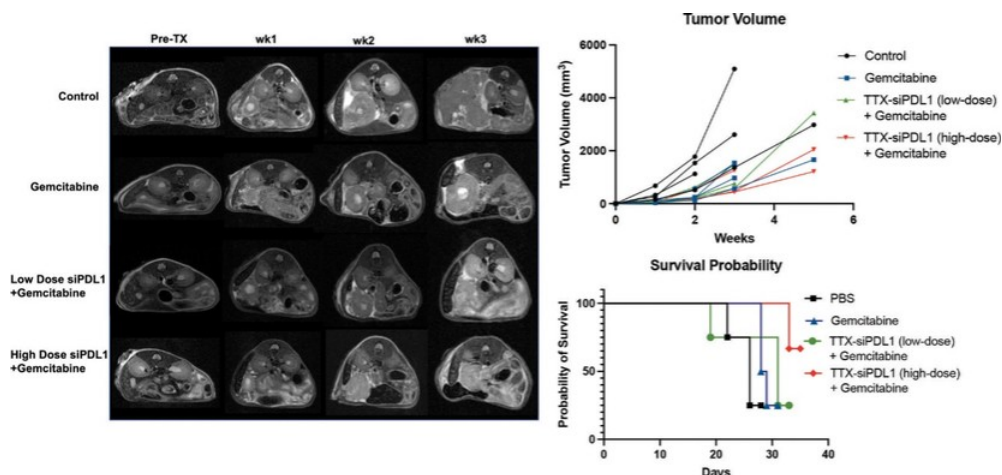 Pre-TX wk1 wk2 wk3
Control
Gemcitabine
Low Dose siPDL1
+Gemcitabine
High Dose siPDL1
+Gemcitabine
Tumor Volume
Tumor Volume (mm³)
6000
4000
2000
0
0 2 4 6
Weeks
Control
Gemcitabine
TTX-siPDL1 (low-dose)
+ Gemcitabine
TTX-siPDL1 (high-dose)
+ Gemcitabine
Survival Probability
Probability of Survival
100
50
0
0 10 20 30 40
Days
PBS
Gemcitabine
TTX-siPDL1 (low-dose)
+ Gemcitabine
TTX-siPDL1 (high-dose)
+ Gemcitabine